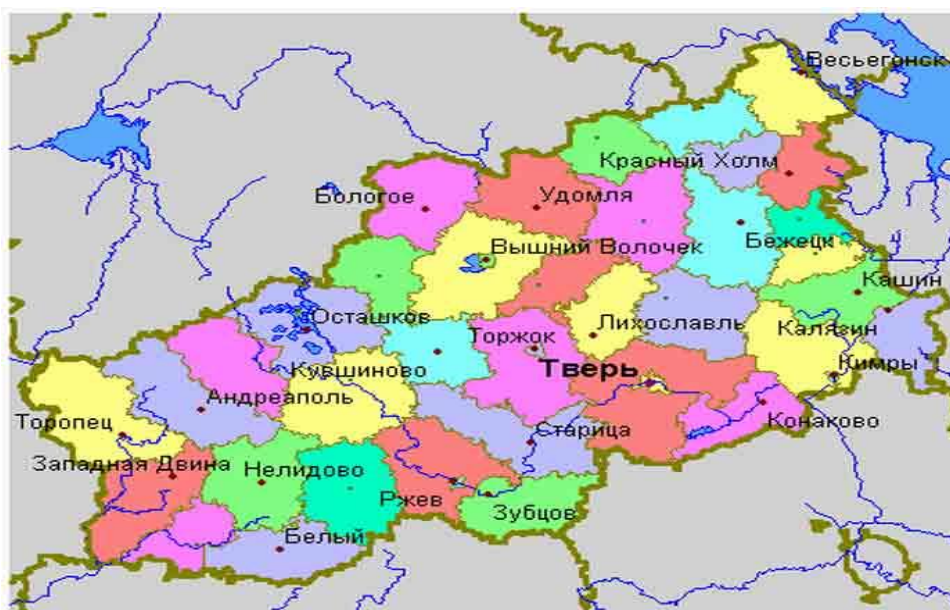 Весьегонск
Красный Холм
Бологое
Удомля
Вышний Волочек
Бежецк
Кашин
Осташков
Торжок
Лихославль
Калязин
Кувшиново
Тверь
Кимры
Андреаполь
Торопец
Старица
Конаково
Западная Двина
Нелидово
Ржев
Зубцов
Белый